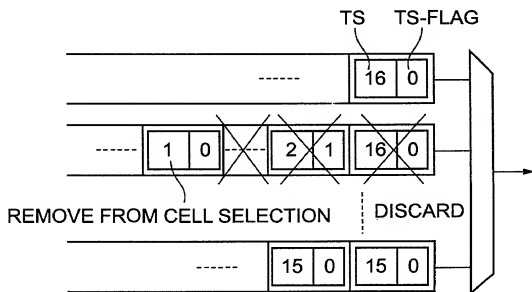 TS TS-FLAG
16 0
1 0 2 1 16 0
REMOVE FROM CELL SELECTION DISCARD
15 0 15 0